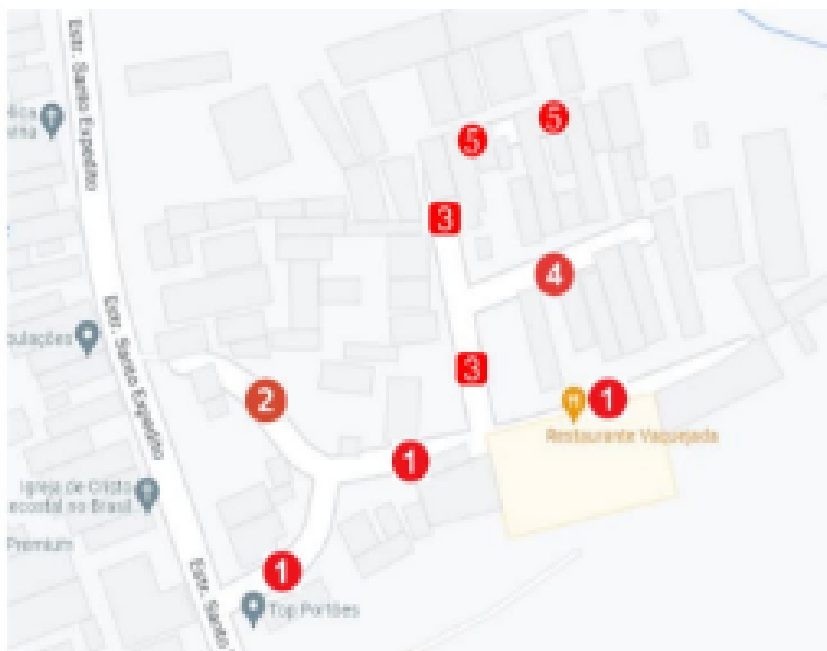 Estr. Santo Expedito
5
5
3
4
Estr. Santo Expedito
3
2
1
Restaurante Vaquejada
1
Igreja de Cristo
ecostal no Brasil
Premium
1
Estr. Santo
Top Portões